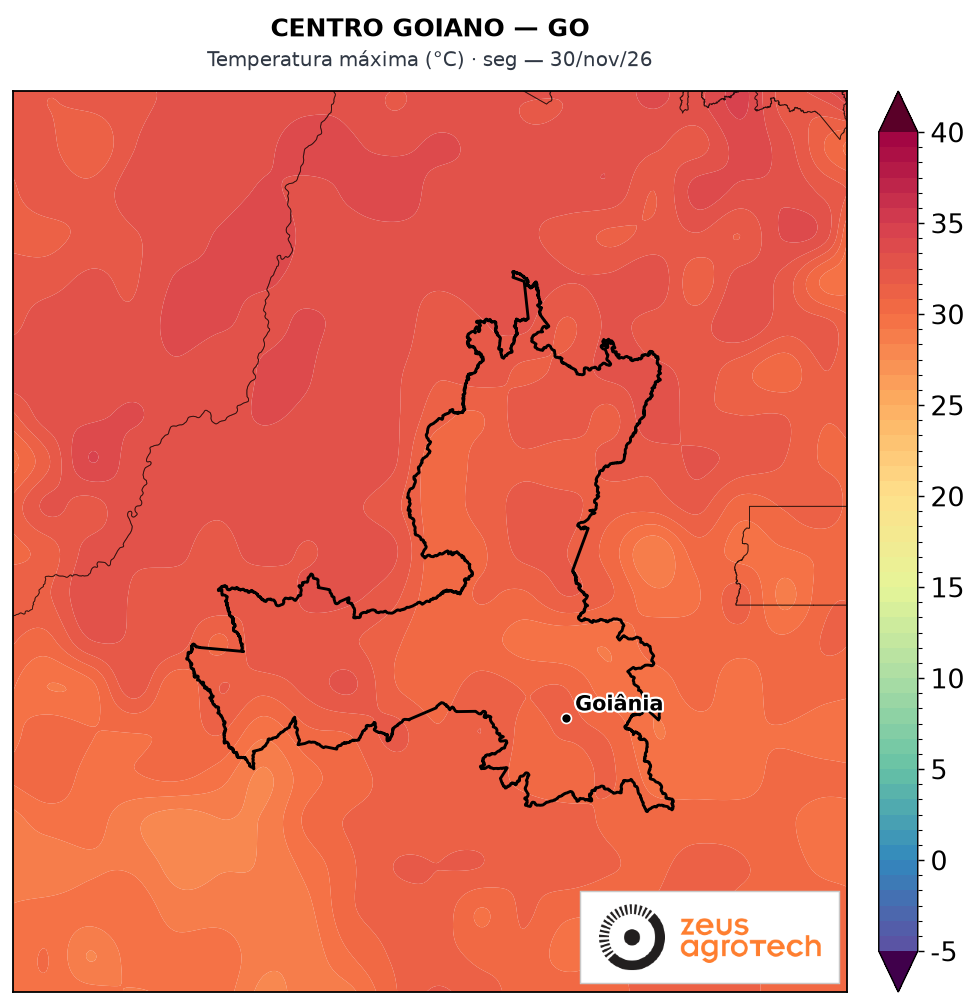 CENTRO GOIANO — GO
Temperatura máxima (°C) · seg — 30/nov/26
40
35
30
25
20
15
10
5
0
-5
Goiânia
zeus
agrotech